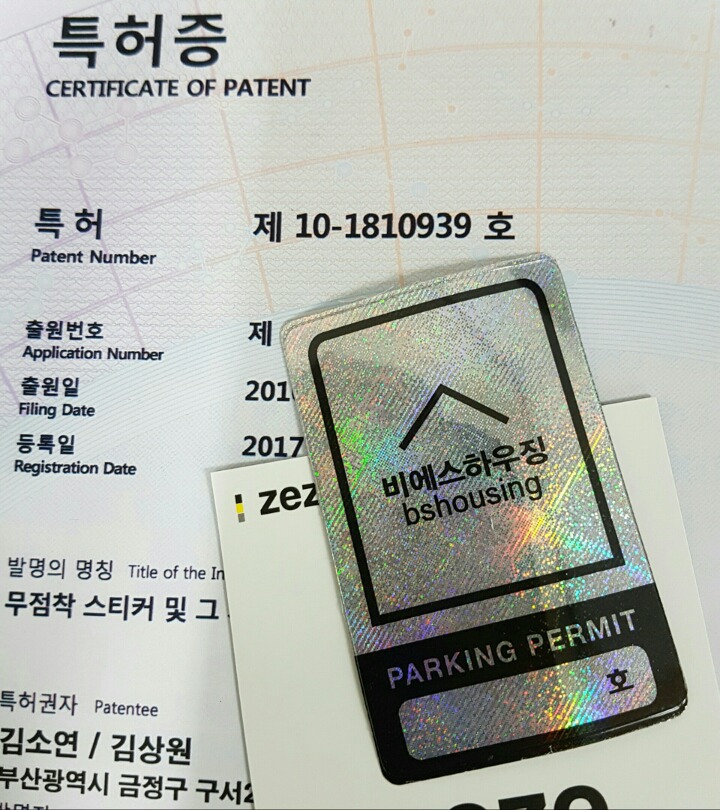 특허증
CERTIFICATE OF PATENT
특허
Patent Number
제 10-1810939 호
출원번호
Application Number
제
출원일
Filing Date
201
등록일
Registration Date
2017
zez
비에스하우징
bshousing
발명의 명칭 Title of the In
무점착 스티커 및 그
PARKING PERMIT
호
특허권자 Patentee
김소연 / 김상원
부산광역시 금정구 구서2